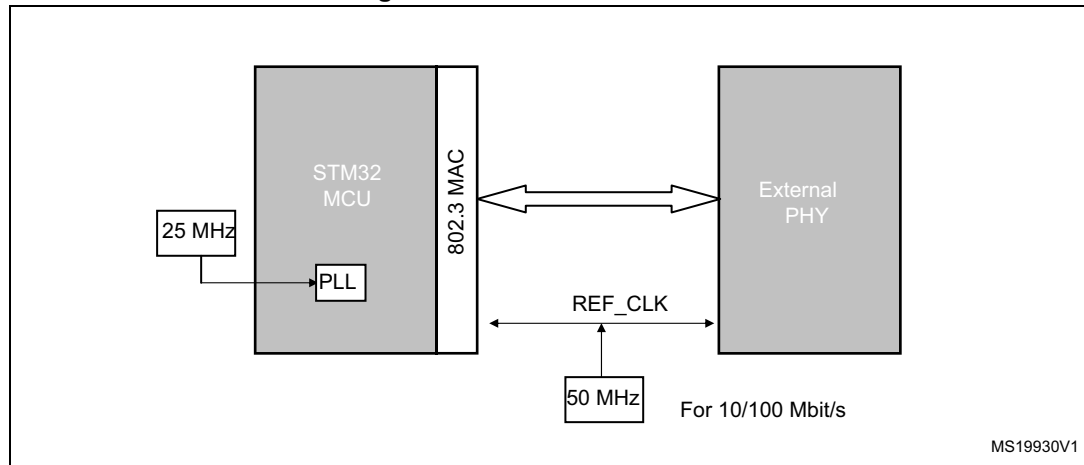 STM32
MCU
802.3 MAC
External
PHY
25 MHz
PLL
REF_CLK
50 MHz
For 10/100 Mbit/s
MS19930V1